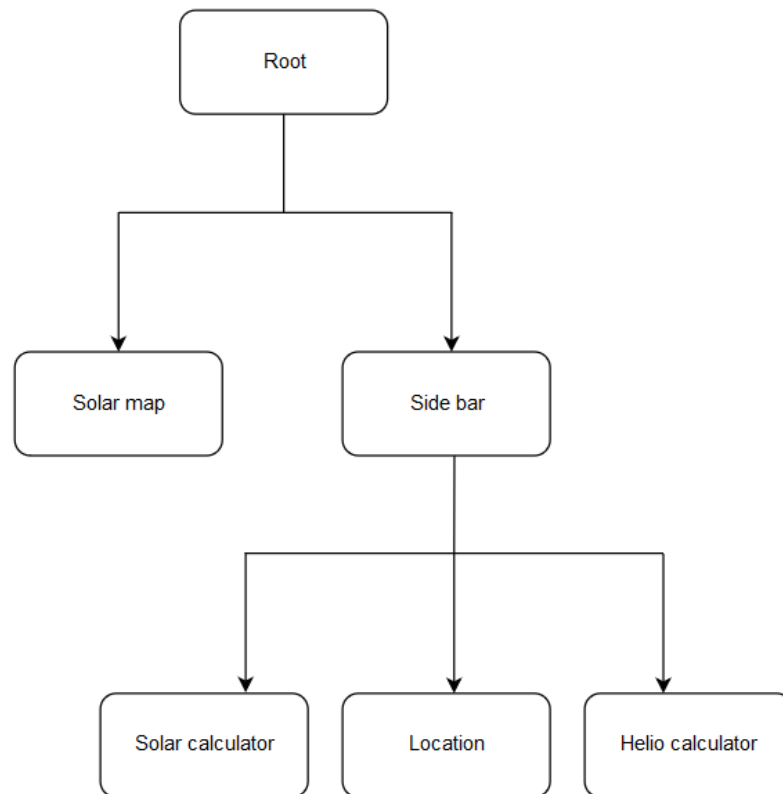 Root
Solar map
Side bar
Solar calculator
Location
Helio calculator